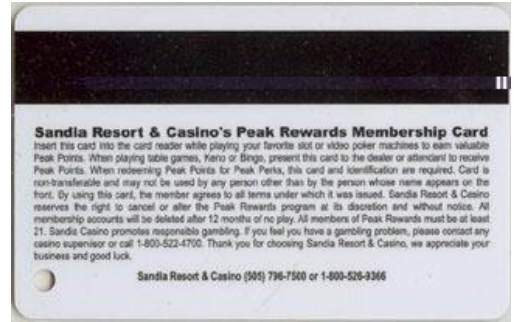 Sandia Resort & Casino's Peak Rewards Membership Card
Insert this card into the card reader while playing your favorite slot or video poker machines to earn valuable
Peak Points. When playing table games, Keno or Bingo, present this card to the dealer or attendant to receive
Peak Points. When redeeming Peak Points for Peak Perks, this card and identification are required. Card is
non-transferable and may not be used by any person other than by the person whose name appears on the
front. By using this card, the member agrees to all terms under which it was issued. Sandia Resort & Casino
reserves the right to cancel or alter the Peak Rewards program at its discretion and without notice. All
membership accounts will be deleted after 12 months of no play. All members of Peak Rewards must be at least
21. Sandia Casino promotes responsible gambling. If you feel you have a gambling problem, please contact any
casino supervisor or call 1-800-522-4700. Thank you for choosing Sandia Resort & Casino, we appreciate your
business and good luck.
Sandia Resort & Casino (505) 796-7500 or 1-800-526-9366